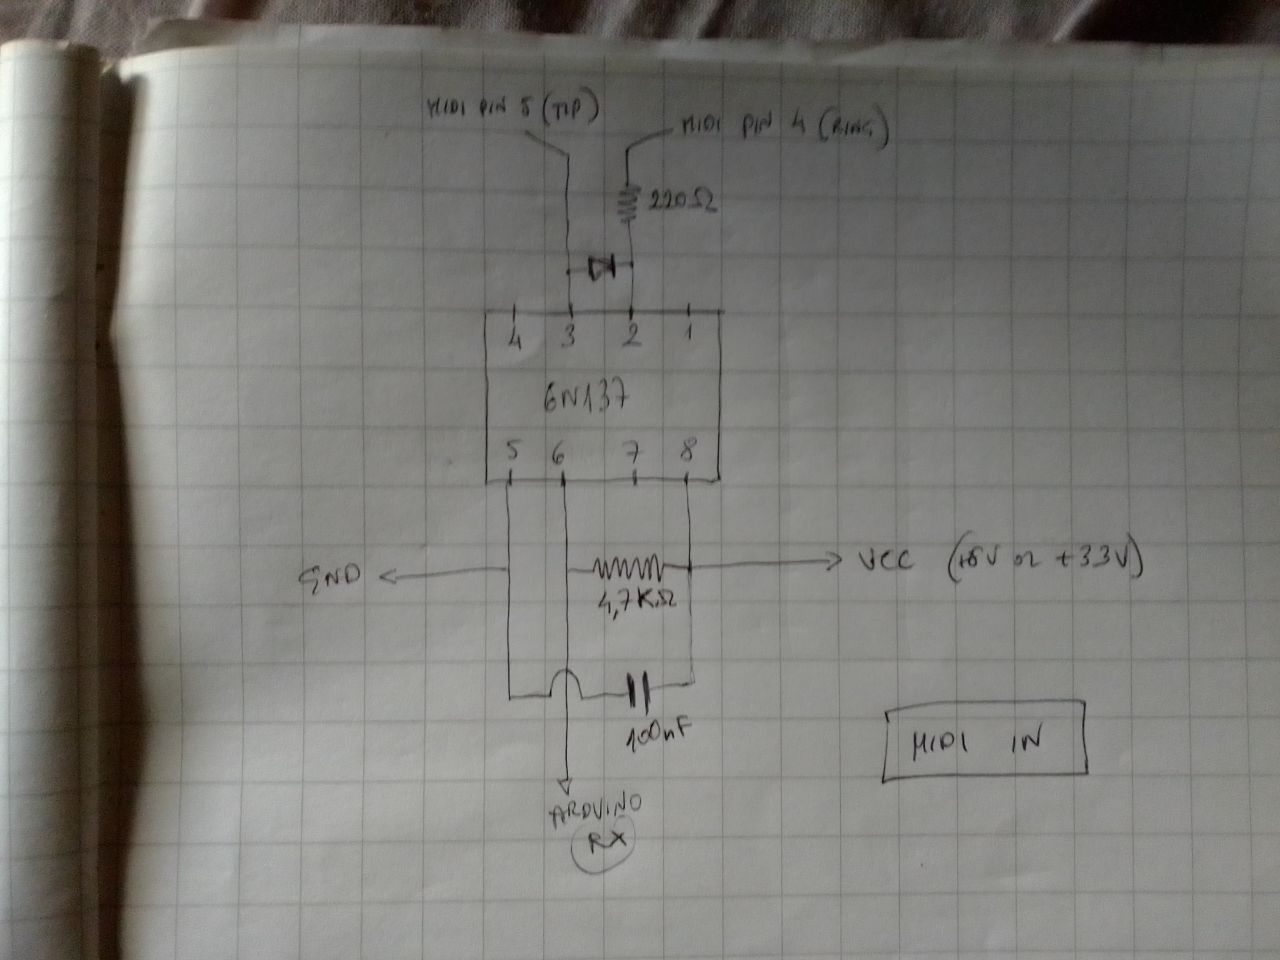 MIDI PIN 5 (TIP)
MIDI PIN 4 (RING)
220Ω
4 3 2 1
6N137
5 6 7 8
GND
VCC (+5V or +3.3V)
4,7KΩ
100nF
MIDI IN
ARDUINO
RX